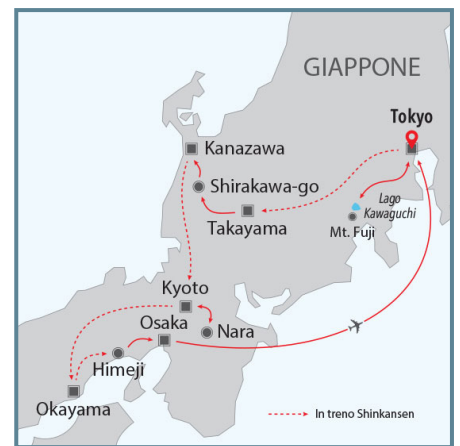 GIAPPONE
Tokyo
Kanazawa
Shirakawa-go
Lago
Kawaguchi
Takayama
Mt. Fuji
Kyoto
Osaka
Nara
Himeji
Okayama
In treno Shinkansen